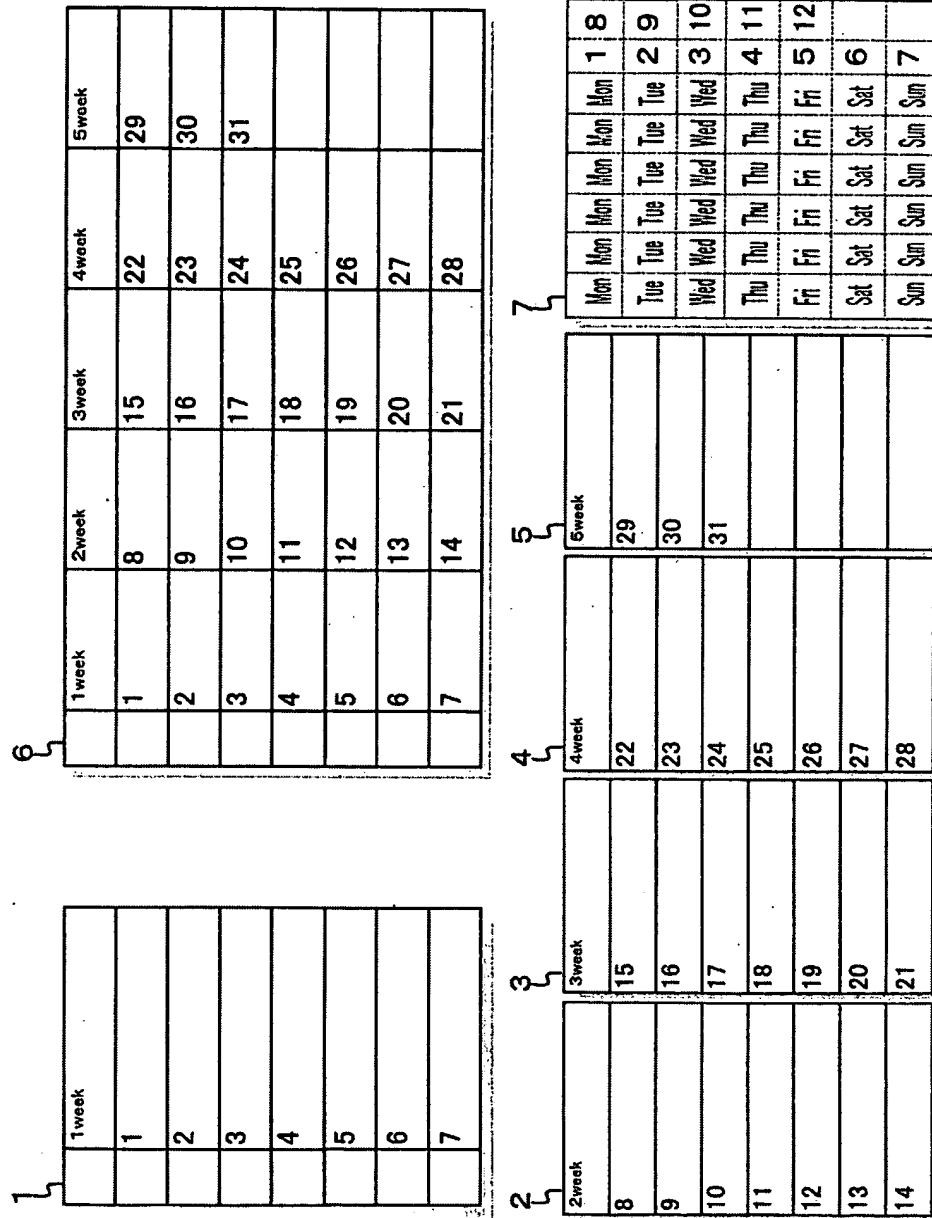 1
1week
1
2
3
4
5
6
7
6
1week 2week 3week 4week 5week
1 8 15 22 29
2 9 16 23 30
3 10 17 24 31
4 11 18 25
5 12 19 26
6 13 20 27
7 14 21 28
2
2week
8
9
10
11
12
13
14
3
3week
15
16
17
18
19
20
21
4
4week
22
23
24
25
26
27
28
5
5week
29
30
31
7
Mon Mon Mon Mon Mon Mon 1 8
Tue Tue Tue Tue Tue Tue 2 9
Wed Wed Wed Wed Wed Wed 3 10
Thu Thu Thu Thu Thu Thu 4 11
Fri Fri Fri Fri Fri Fri 5 12
Sat Sat Sat Sat Sat Sat 6
Sun Sun Sun Sun Sun Sun 7